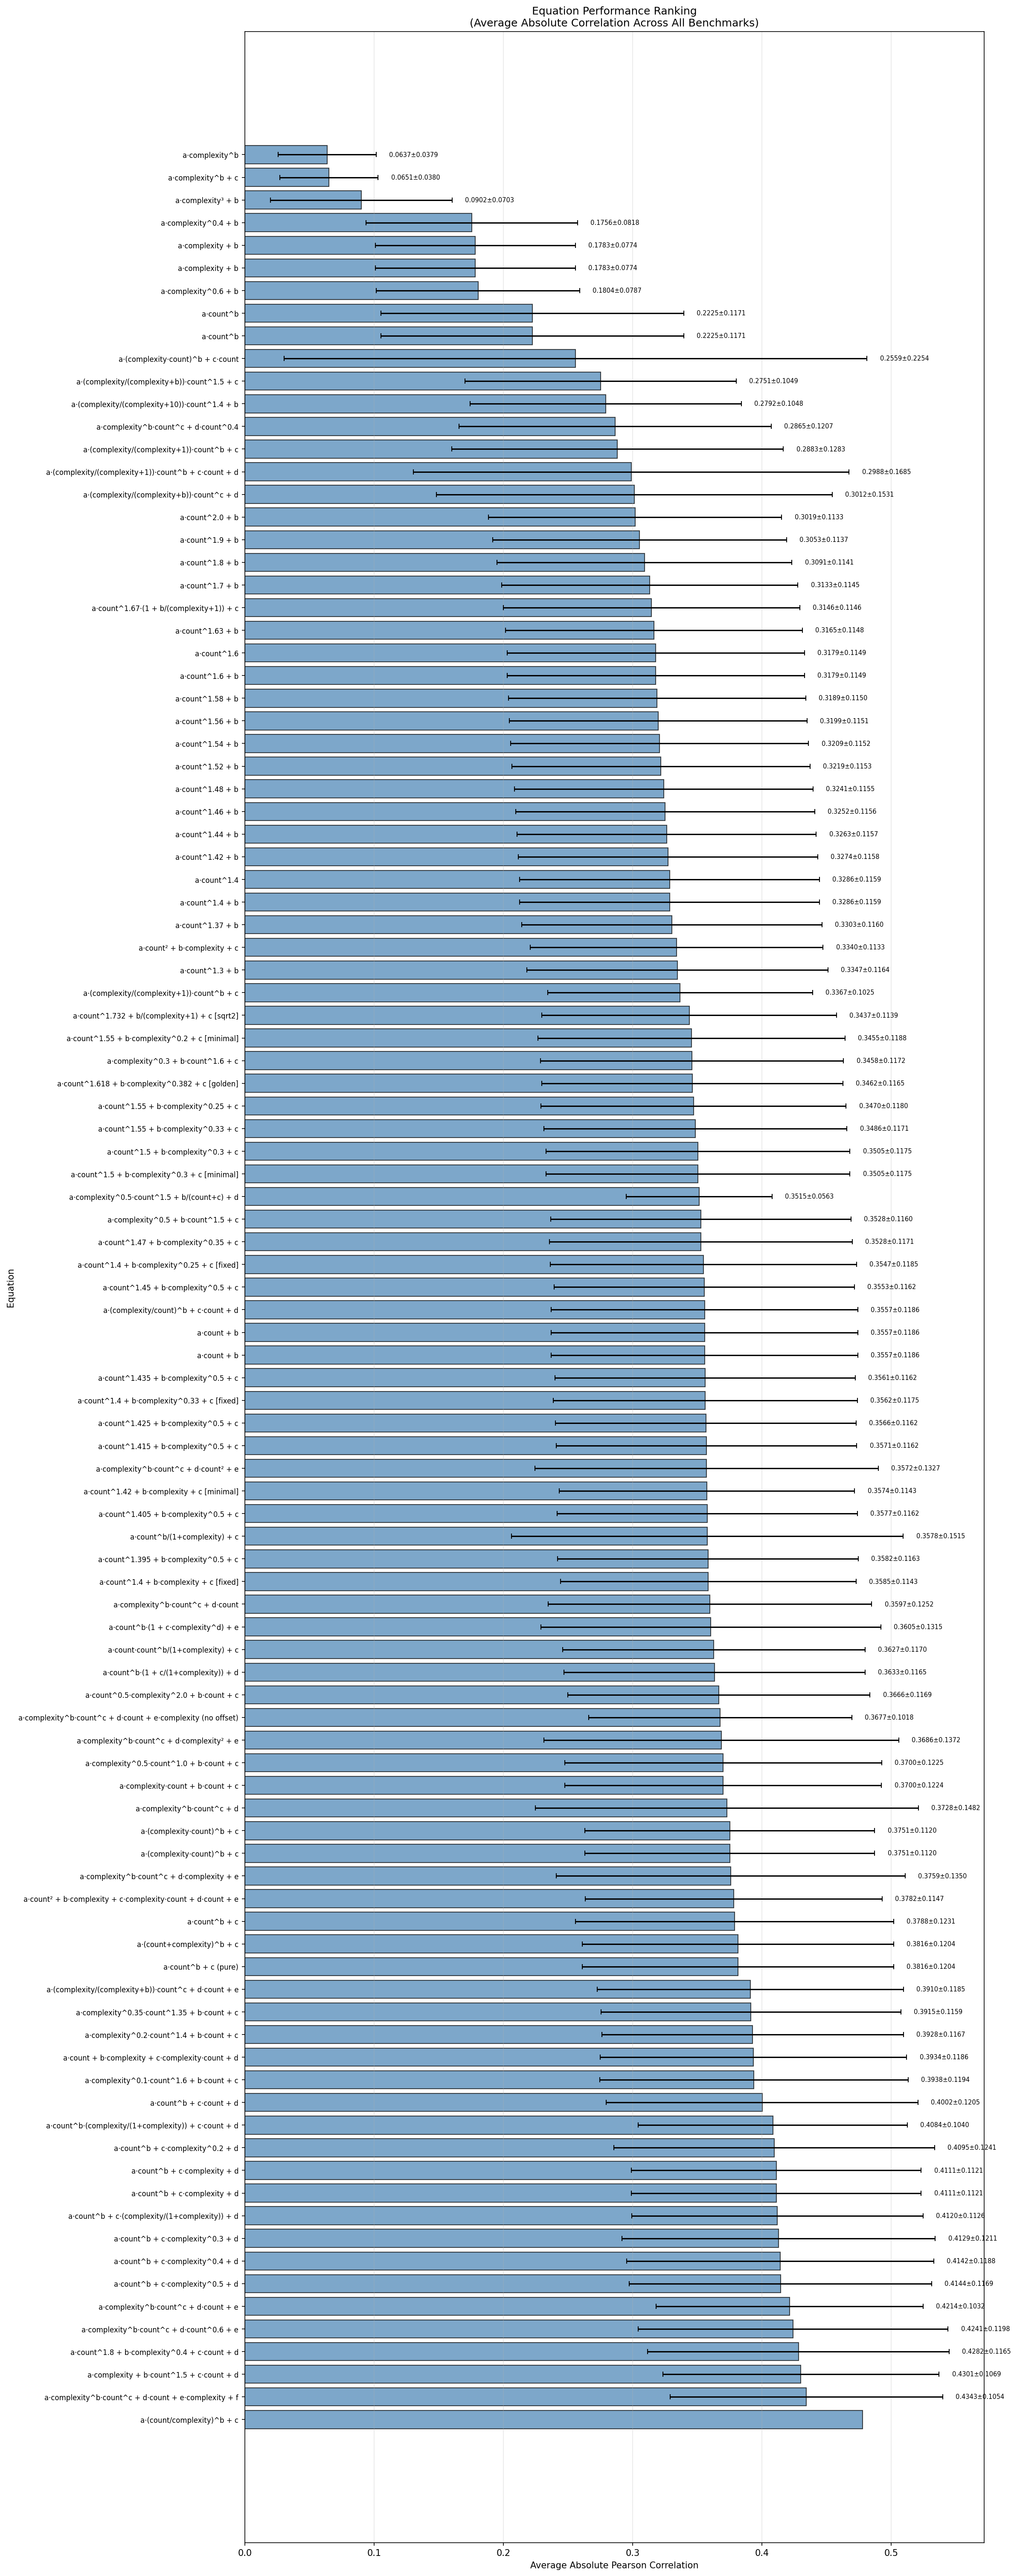 Equation Performance Ranking
(Average Absolute Correlation Across All Benchmarks)
a·complexity^b 0.0637±0.0379
a·complexity^b + c 0.0651±0.0380
a·complexity³ + b 0.0902±0.0703
a·complexity^0.4 + b 0.1756±0.0818
a·complexity + b 0.1783±0.0774
a·complexity + b 0.1783±0.0774
a·complexity^0.6 + b 0.1804±0.0787
a·count^b 0.2225±0.1171
a·count^b 0.2225±0.1171
a·(complexity·count)^b + c·count 0.2559±0.2254
a·(complexity/(complexity+b))·count^1.5 + c 0.2751±0.1049
a·(complexity/(complexity+10))·count^1.4 + b 0.2792±0.1048
a·complexity^b·count^c + d·count^0.4 0.2865±0.1207
a·(complexity/(complexity+1))·count^b + c 0.2883±0.1283
a·(complexity/(complexity+1))·count^b + c·count + d 0.2988±0.1685
a·(complexity/(complexity+b))·count^c + d 0.3012±0.1531
a·count^2.0 + b 0.3019±0.1133
a·count^1.9 + b 0.3053±0.1137
a·count^1.8 + b 0.3091±0.1141
a·count^1.7 + b 0.3133±0.1145
a·count^1.67·(1 + b/(complexity+1)) + c 0.3146±0.1146
a·count^1.63 + b 0.3165±0.1148
a·count^1.6 0.3179±0.1149
a·count^1.6 + b 0.3179±0.1149
a·count^1.58 + b 0.3189±0.1150
a·count^1.56 + b 0.3199±0.1151
a·count^1.54 + b 0.3209±0.1152
a·count^1.52 + b 0.3219±0.1153
a·count^1.48 + b 0.3241±0.1155
a·count^1.46 + b 0.3252±0.1156
a·count^1.44 + b 0.3263±0.1157
a·count^1.42 + b 0.3274±0.1158
a·count^1.4 0.3286±0.1159
a·count^1.4 + b 0.3286±0.1159
a·count^1.37 + b 0.3303±0.1160
a·count² + b·complexity + c 0.3340±0.1133
a·count^1.3 + b 0.3347±0.1164
a·(complexity/(complexity+1))·count^b + c 0.3367±0.1025
a·count^1.732 + b/(complexity+1) + c [sqrt2] 0.3437±0.1139
a·count^1.55 + b·complexity^0.2 + c [minimal] 0.3455±0.1188
a·complexity^0.3 + b·count^1.6 + c 0.3458±0.1172
a·count^1.618 + b·complexity^0.382 + c [golden] 0.3462±0.1165
a·count^1.55 + b·complexity^0.25 + c 0.3470±0.1180
a·count^1.55 + b·complexity^0.33 + c 0.3486±0.1171
a·count^1.5 + b·complexity^0.3 + c 0.3505±0.1175
a·count^1.5 + b·complexity^0.3 + c [minimal] 0.3505±0.1175
a·complexity^0.5·count^1.5 + b/(count+c) + d 0.3515±0.0563
a·complexity^0.5 + b·count^1.5 + c 0.3528±0.1160
a·count^1.47 + b·complexity^0.35 + c 0.3528±0.1171
a·count^1.4 + b·complexity^0.25 + c [fixed] 0.3547±0.1185
a·count^1.45 + b·complexity^0.5 + c 0.3553±0.1162
a·(complexity/count)^b + c·count + d 0.3557±0.1186
a·count + b 0.3557±0.1186
a·count + b 0.3557±0.1186
a·count^1.435 + b·complexity^0.5 + c 0.3561±0.1162
a·count^1.4 + b·complexity^0.33 + c [fixed] 0.3562±0.1175
a·count^1.425 + b·complexity^0.5 + c 0.3566±0.1162
a·count^1.415 + b·complexity^0.5 + c 0.3571±0.1162
a·complexity^b·count^c + d·count² + e 0.3572±0.1327
a·count^1.42 + b·complexity + c [minimal] 0.3574±0.1143
a·count^1.405 + b·complexity^0.5 + c 0.3577±0.1162
a·count^b/(1+complexity) + c 0.3578±0.1515
a·count^1.395 + b·complexity^0.5 + c 0.3582±0.1163
a·count^1.4 + b·complexity + c [fixed] 0.3585±0.1143
a·complexity^b·count^c + d·count 0.3597±0.1252
a·count^b·(1 + c·complexity^d) + e 0.3605±0.1315
a·count·count^b/(1+complexity) + c 0.3627±0.1170
a·count^b·(1 + c/(1+complexity)) + d 0.3633±0.1165
a·count^0.5·complexity^2.0 + b·count + c 0.3666±0.1169
a·complexity^b·count^c + d·count + e·complexity (no offset) 0.3677±0.1018
a·complexity^b·count^c + d·complexity² + e 0.3686±0.1372
a·complexity^0.5·count^1.0 + b·count + c 0.3700±0.1225
a·complexity·count + b·count + c 0.3700±0.1224
a·complexity^b·count^c + d 0.3728±0.1482
a·(complexity·count)^b + c 0.3751±0.1120
a·(complexity·count)^b + c 0.3751±0.1120
a·complexity^b·count^c + d·complexity + e 0.3759±0.1350
a·count² + b·complexity + c·complexity·count + d·count + e 0.3782±0.1147
a·count^b + c 0.3788±0.1231
a·(count+complexity)^b + c 0.3816±0.1204
a·count^b + c (pure) 0.3816±0.1204
a·(complexity/(complexity+b))·count^c + d·count + e 0.3910±0.1185
a·complexity^0.35·count^1.35 + b·count + c 0.3915±0.1159
a·complexity^0.2·count^1.4 + b·count + c 0.3928±0.1167
a·count + b·complexity + c·complexity·count + d 0.3934±0.1186
a·complexity^0.1·count^1.6 + b·count + c 0.3938±0.1194
a·count^b + c·count + d 0.4002±0.1205
a·count^b·(complexity/(1+complexity)) + c·count + d 0.4084±0.1040
a·count^b + c·complexity^0.2 + d 0.4095±0.1241
a·count^b + c·complexity + d 0.4111±0.1121
a·count^b + c·complexity + d 0.4111±0.1121
a·count^b + c·(complexity/(1+complexity)) + d 0.4120±0.1126
a·count^b + c·complexity^0.3 + d 0.4129±0.1211
a·count^b + c·complexity^0.4 + d 0.4142±0.1188
a·count^b + c·complexity^0.5 + d 0.4144±0.1169
a·complexity^b·count^c + d·count + e 0.4214±0.1032
a·complexity^b·count^c + d·count^0.6 + e 0.4241±0.1198
a·count^1.8 + b·complexity^0.4 + c·count + d 0.4282±0.1165
a·complexity + b·count^1.5 + c·count + d 0.4301±0.1069
a·complexity^b·count^c + d·count + e·complexity + f 0.4343±0.1054
a·(count/complexity)^b + c
Equation
0.0 0.1 0.2 0.3 0.4 0.5
Average Absolute Pearson Correlation